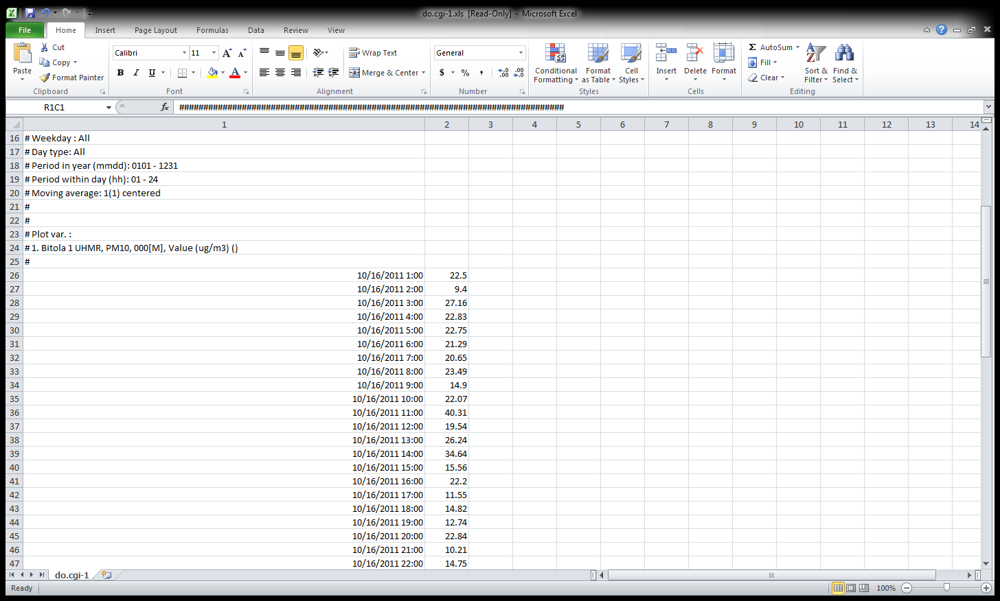 do.cgi-1.xls [Read-Only] - Microsoft Excel
File Home Insert Page Layout Formulas Data Review View
Paste
Cut
Copy
Format Painter
Clipboard
Calibri 11
B I U
Font
Wrap Text
Merge & Center
Alignment
General
$ % ,
Number
Conditional Formatting
Format as Table
Cell Styles
Styles
Insert Delete Format
Cells
Σ AutoSum
Fill
Clear
Sort & Filter
Find & Select
Editing
R1C1 fx ################################################################################
1 2 3 4 5 6 7 8 9 10 11 12 13 14
16 # Weekday : All
17 # Day type: All
18 # Period in year (mmdd): 0101 - 1231
19 # Period within day (hh): 01 - 24
20 # Moving average: 1(1) centered
21 #
22 #
23 # Plot var. :
24 # 1. Bitola 1 UHMR, PM10, 000[M], Value (ug/m3) ()
25 #
26 10/16/2011 1:00 22.5
27 10/16/2011 2:00 9.4
28 10/16/2011 3:00 27.16
29 10/16/2011 4:00 22.83
30 10/16/2011 5:00 22.75
31 10/16/2011 6:00 21.29
32 10/16/2011 7:00 20.65
33 10/16/2011 8:00 23.49
34 10/16/2011 9:00 14.9
35 10/16/2011 10:00 22.07
36 10/16/2011 11:00 40.31
37 10/16/2011 12:00 19.54
38 10/16/2011 13:00 26.24
39 10/16/2011 14:00 34.64
40 10/16/2011 15:00 15.56
41 10/16/2011 16:00 22.2
42 10/16/2011 17:00 11.55
43 10/16/2011 18:00 14.82
44 10/16/2011 19:00 12.74
45 10/16/2011 20:00 22.84
46 10/16/2011 21:00 10.21
47 10/16/2011 22:00 14.75
do.cgi-1
Ready 100%